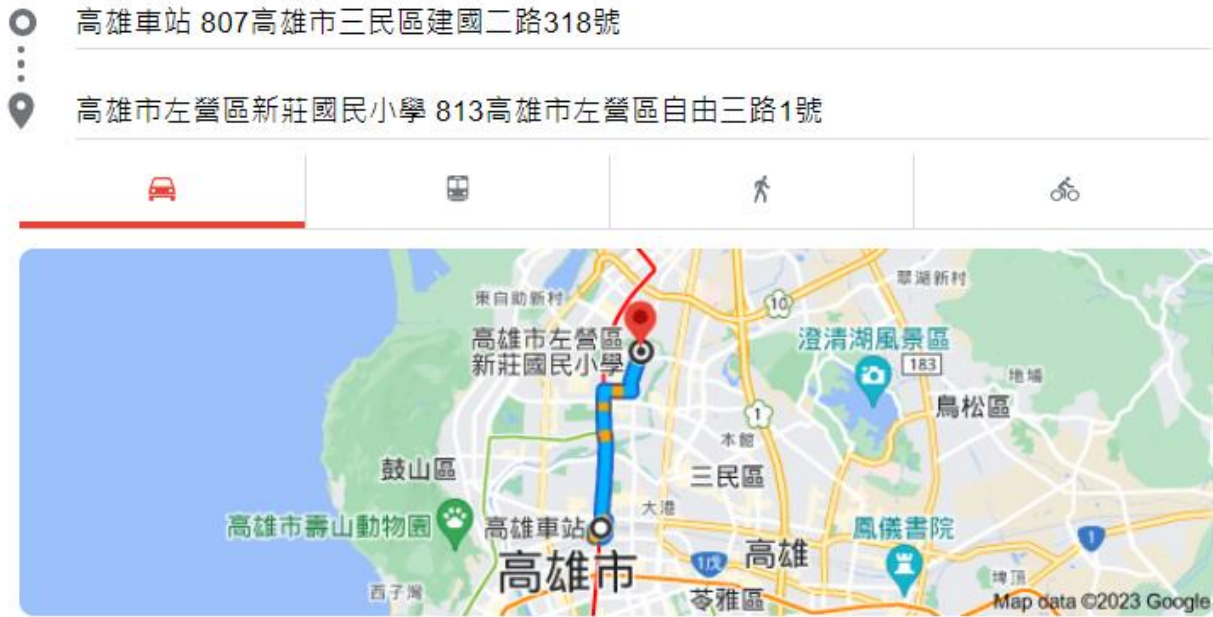 高雄車站 807高雄市三民區建國二路318號
高雄市左營區新莊國民小學 813高雄市左營區自由三路1號
翠湖新村
東自助新村
10
高雄市左營區
新莊國民小學
澄清湖風景區
183
地埔
鳥松區
1
本館
鼓山區
三民區
大港
高雄市壽山動物園
高雄車站
鳳儀書院
1
高雄市
1戊
高雄
西子灣
苓雅區
埤頂
Map data ©2023 Google